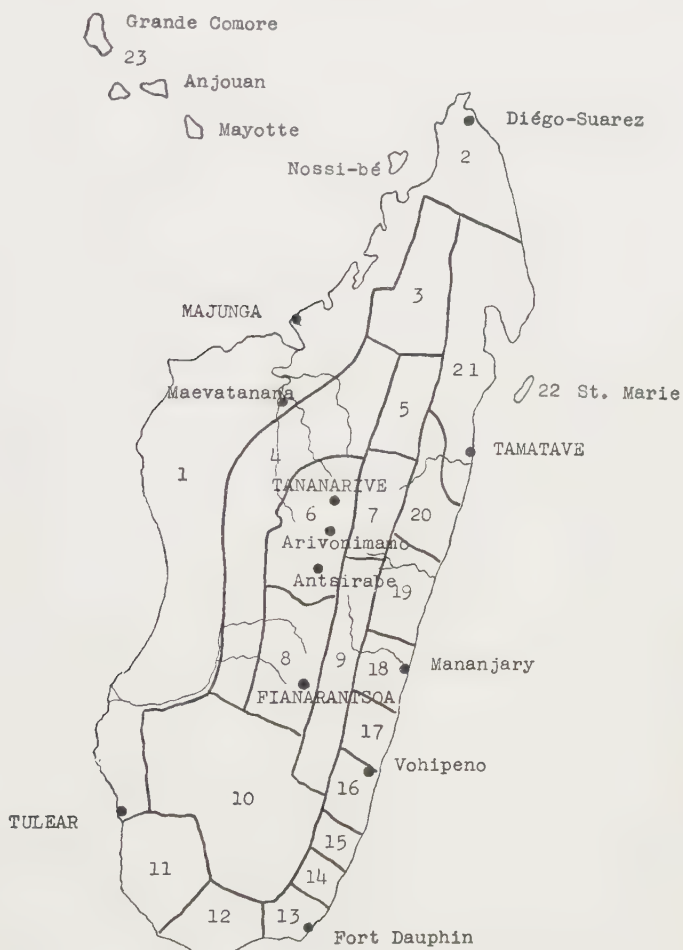 Grande Comore
23
Anjouan
Mayotte
Diégo-Suarez
2
Nossi-bé
3
MAJUNGA
21
Maevatanana
22 St. Marie
5
1
4
TAMATAVE
TANANARIVE
6
7
20
Arivonimamo
Antsirabe
19
8
9
18
Mananjary
FIANARANTSOA
17
Vohipeno
16
10
TULEAR
15
11
14
12
13
Fort Dauphin